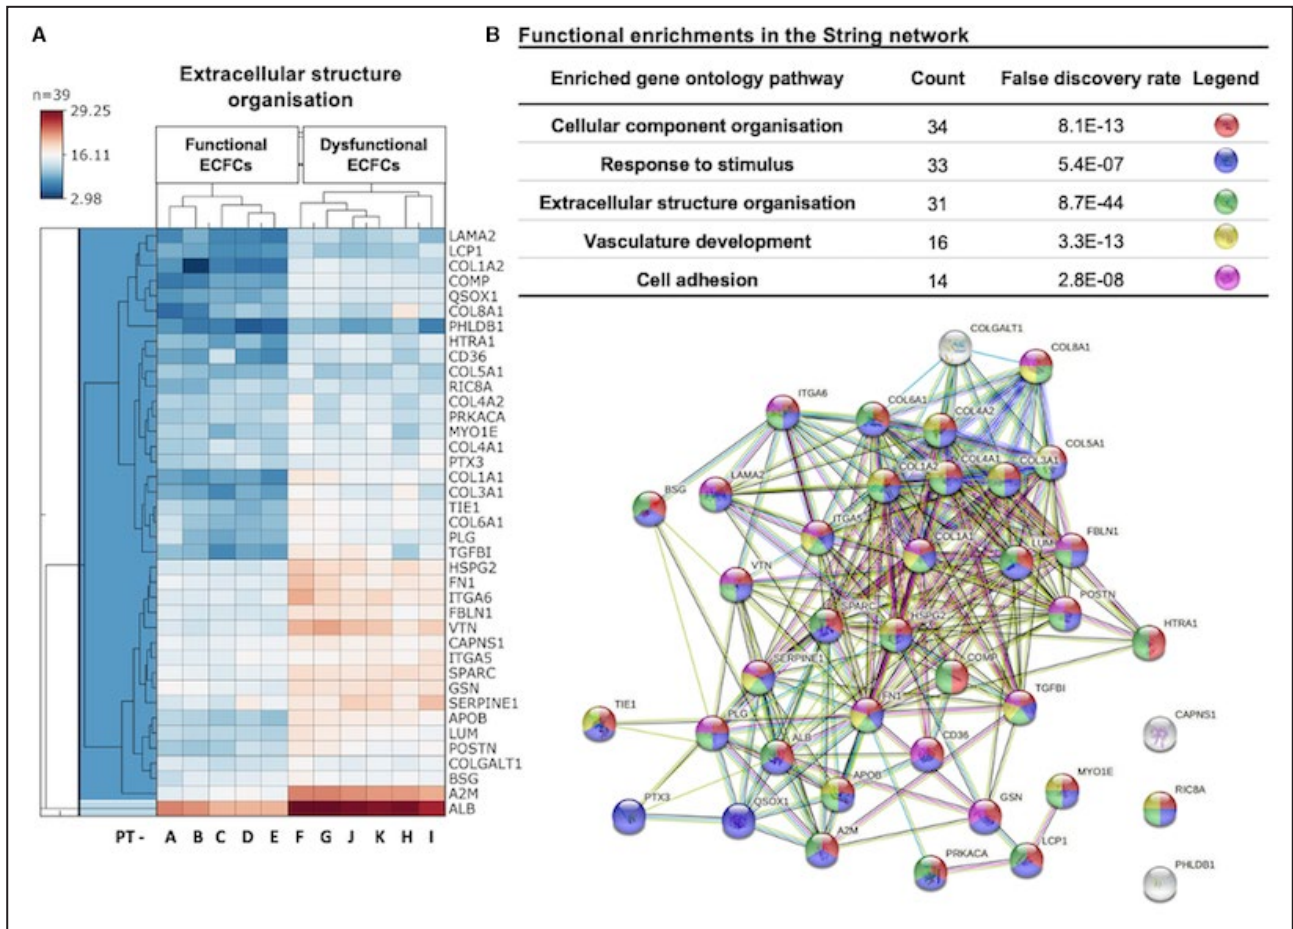 A
Extracellular structure
organisation
n=39
29.25
16.11
2.98
Functional
ECFCs
Dysfunctional
ECFCs
LAMA2
LCP1
COL1A2
COMP
QSOX1
COL8A1
PHLDB1
HTRA1
CD36
COL5A1
RIC8A
COL4A2
PRKACA
MYO1E
COL4A1
PTX3
COL1A1
COL3A1
TIE1
COL6A1
PLG
TGFBI
HSPG2
FN1
ITGA6
FBLN1
VTN
CAPNS1
ITGA5
SPARC
GSN
SERPINE1
APOB
LUM
POSTN
COLGALT1
BSG
A2M
ALB
PT - A B C D E F G J K H I
B Functional enrichments in the String network
Enriched gene ontology pathway Count False discovery rate Legend
Cellular component organisation 34 8.1E-13
Response to stimulus 33 5.4E-07
Extracellular structure organisation 31 8.7E-44
Vasculature development 16 3.3E-13
Cell adhesion 14 2.8E-08
COLGALT1
COL8A1
ITGA6
COL6A1
COL4A2
COL5A1
COL1A2
COL4A1
COL3A1
LAMA2
BSG
ITGA5
COL1A1
LUM
FBLN1
VTN
SPARC
HSPG2
POSTN
HTRA1
SERPINE1
COMP
FN1
TGFBI
TIE1
PLG
ALB
CD36
CAPNS1
APOB
MYO1E
PTX3
QSOX1
GSN
RIC8A
A2M
PRKACA
LCP1
PHLDB1